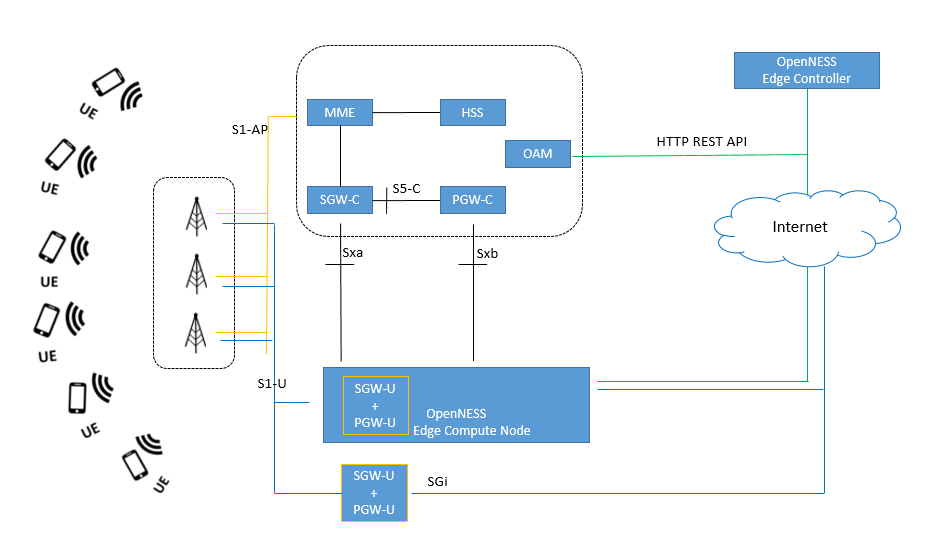 OpenNESS
Edge Controller
UE
MME
HSS
S1-AP
OAM
HTTP REST API
UE
S5-C
SGW-C
PGW-C
Internet
Sxa
Sxb
UE
UE
S1-U
SGW-U
+
PGW-U
OpenNESS
Edge Compute Node
UE
SGW-U
+
PGW-U
SGi
UE